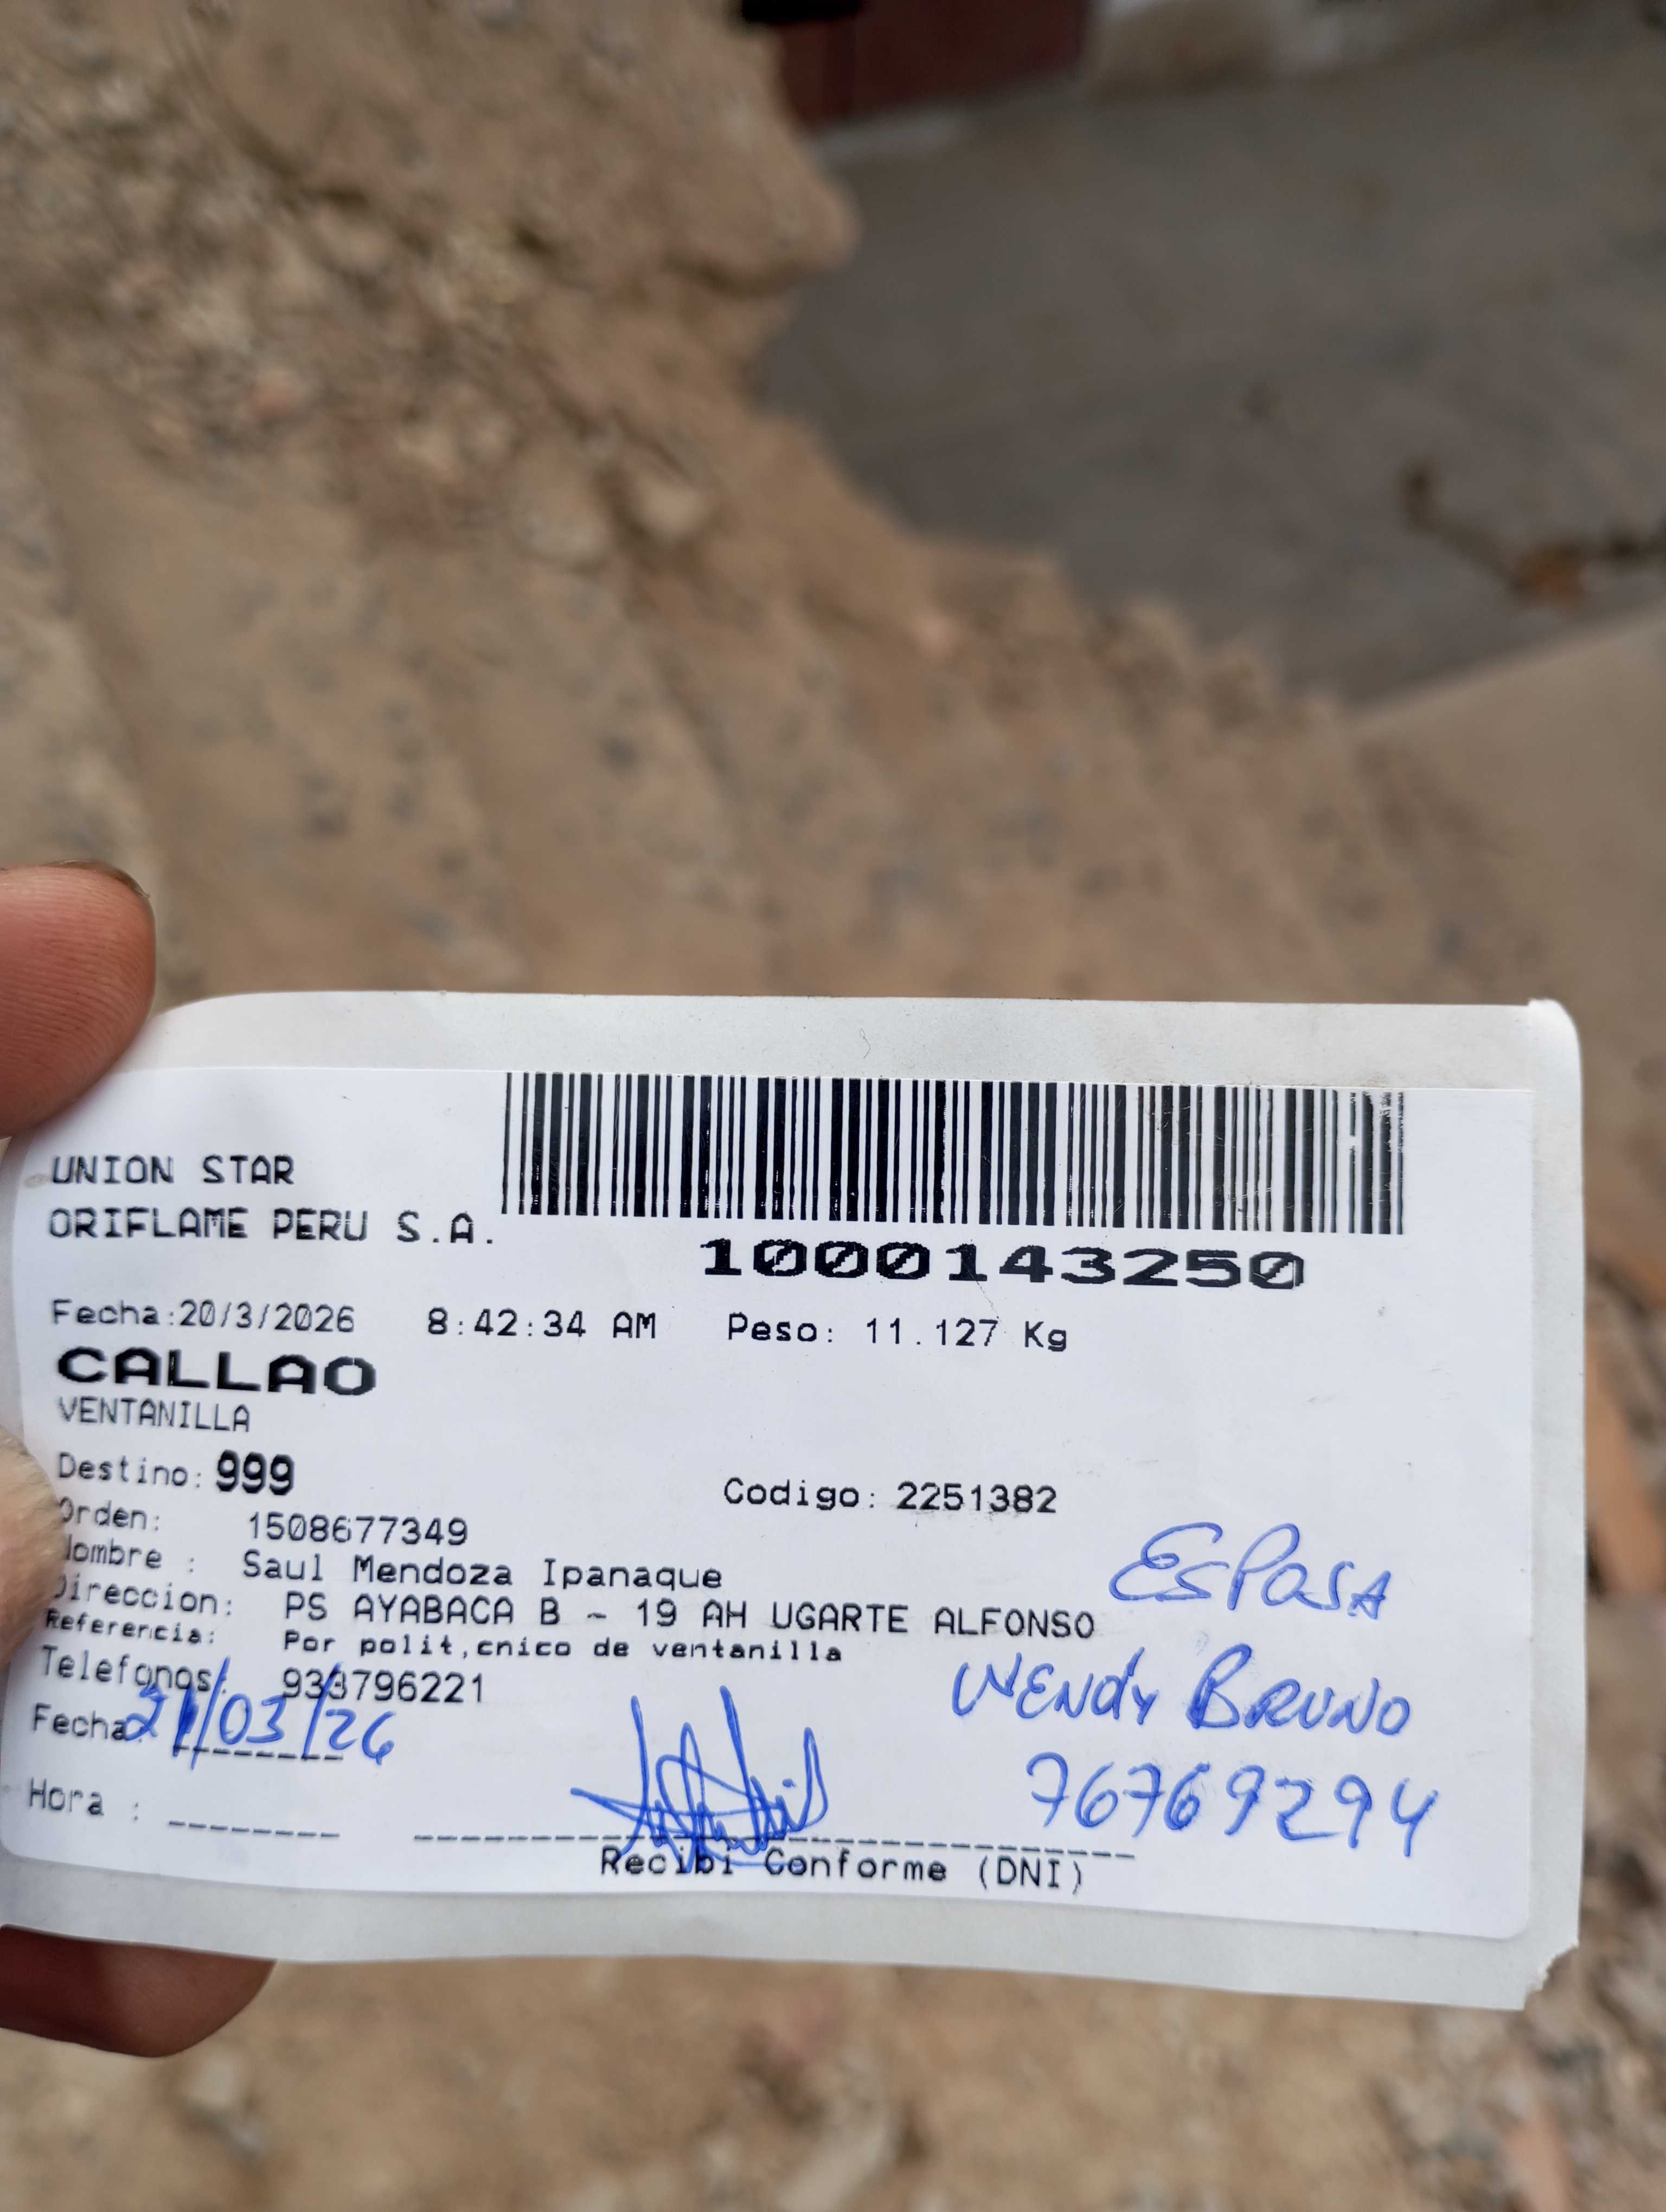 UNION STAR
ORIFLAME PERU S.A.
1000143250
Fecha:20/3/2026 8:42:34 AM Peso: 11.127 Kg
CALLAO
VENTANILLA
Destino: 999
Codigo: 2251382
Orden: 1508677349
Nombre : Saul Mendoza Ipanaque
Direccion: PS AYABACA B - 19 AH UGARTE ALFONSO
Referencia: Por polit,cnico de ventanilla
Telefonos: 933796221
Fecha: 21/03/26
Hora :
Recibi Conforme (DNI)
ESPOSA
WENDY BRUNO
76769294